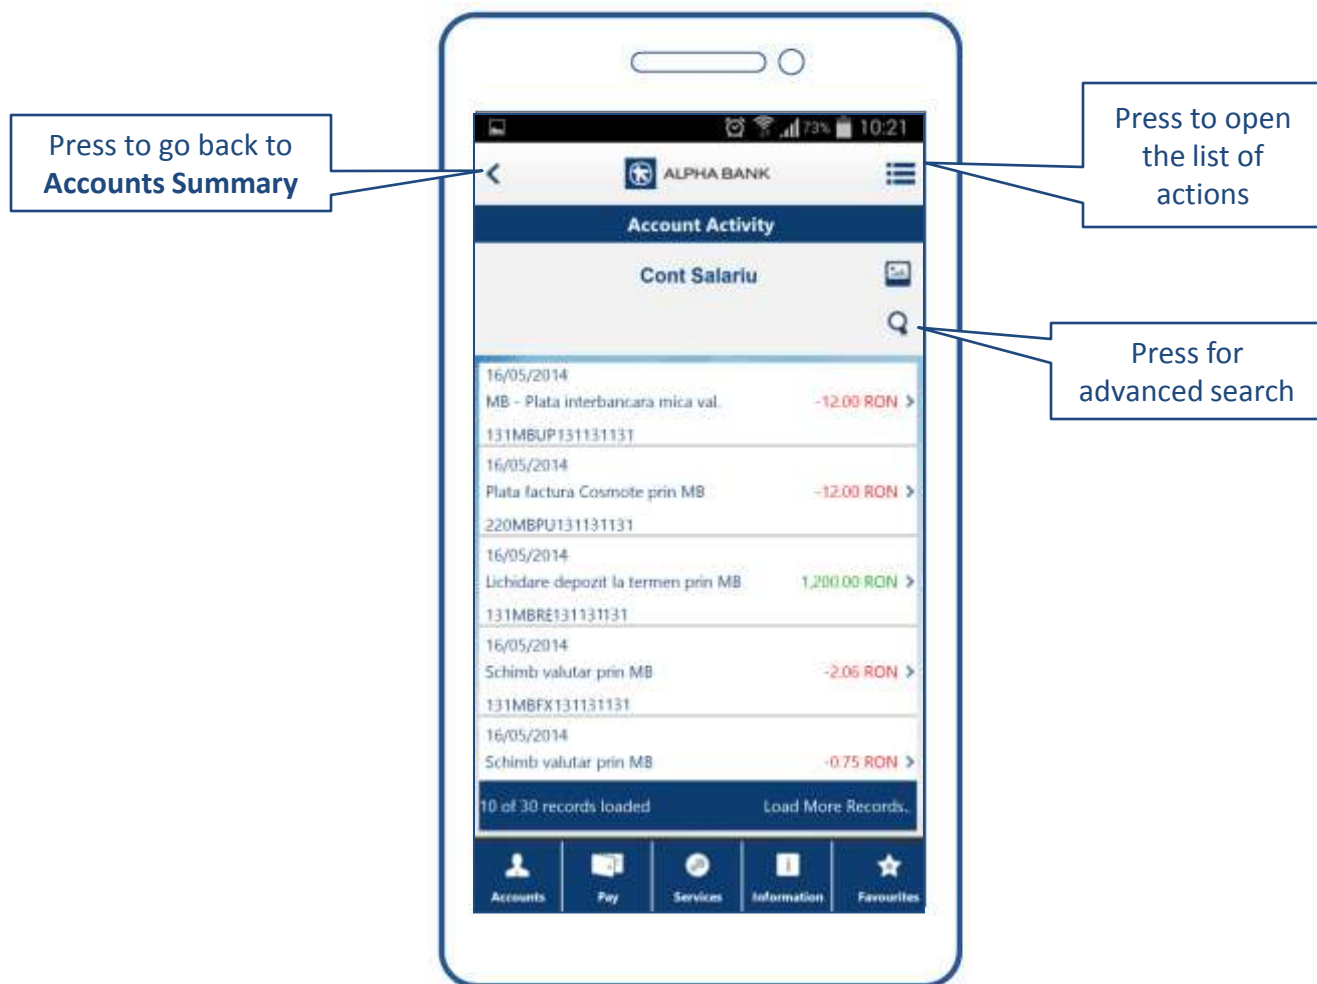 Press to go back to
Accounts Summary
Press to open
the list of
actions
Press for
advanced search
73% 10:21
ALPHA BANK
Account Activity
Cont Salariu
16/05/2014
MB - Plata interbancara mica val.
-12.00 RON
131MBUP131131131
16/05/2014
Plata factura Cosmote prin MB
-12.00 RON
220MBPU131131131
16/05/2014
Lichidare depozit la termen prin MB
1,200.00 RON
131MBRE131131131
16/05/2014
Schimb valutar prin MB
-2.06 RON
131MBFX131131131
16/05/2014
Schimb valutar prin MB
-0.75 RON
10 of 30 records loaded
Load More Records.
Accounts
Pay
Services
Information
Favourites